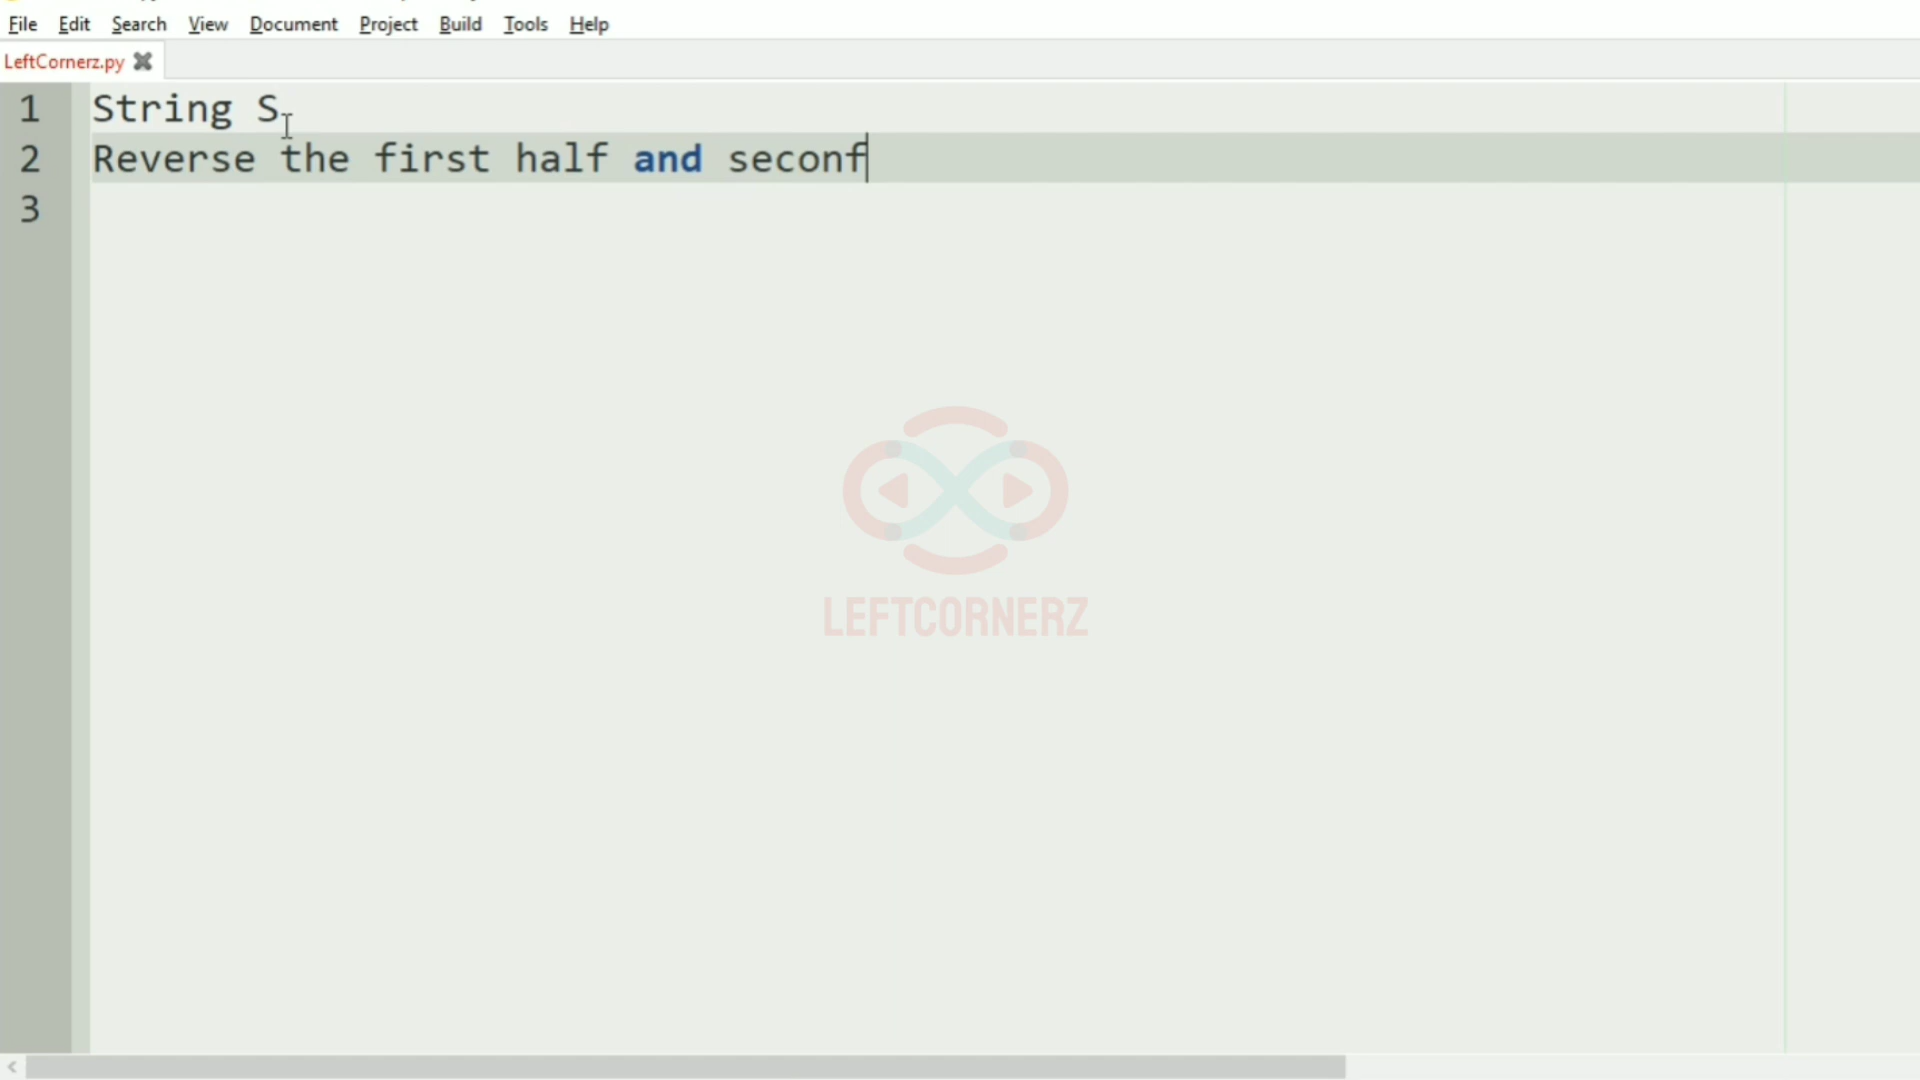 File Edit Search View Document Project Build Tools Help
LeftCornerz.py
1 String S
2 Reverse the first half and seconf
3
LEFTCORNERZ